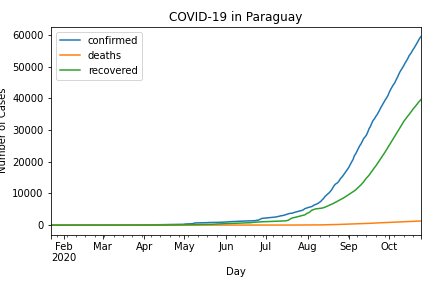 COVID-19 in Paraguay
confirmed
deaths
recovered
60000
50000
40000
30000
20000
10000
0
Number of Cases
Feb Mar Apr May Jun Jul Aug Sep Oct
2020
Day